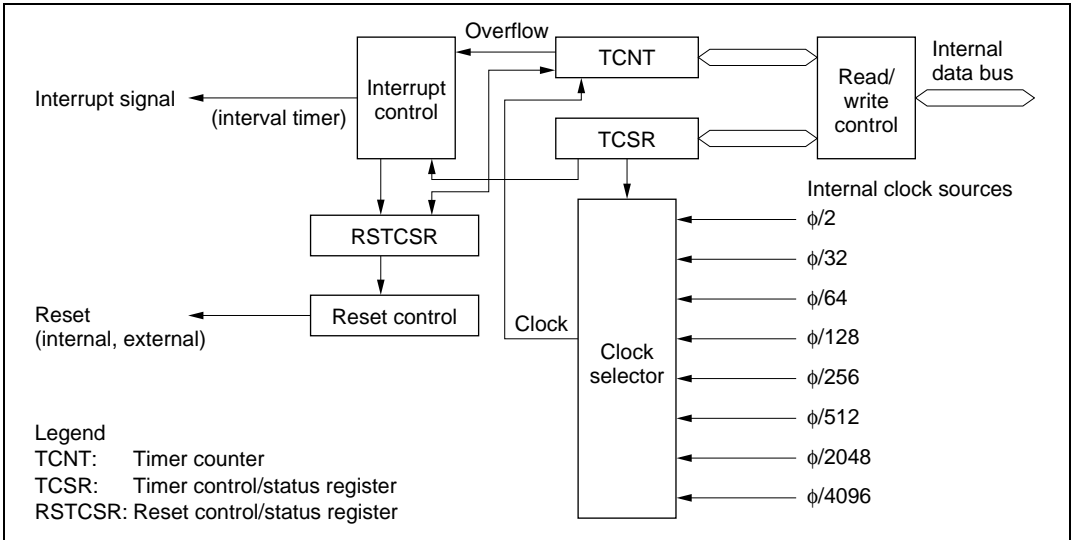 Overflow
TCNT
Internal
data bus
Read/
write
control
Interrupt
control
Interrupt signal
(interval timer)
TCSR
Internal clock sources
ϕ/2
RSTCSR
ϕ/32
ϕ/64
Reset
(internal, external)
Reset control
Clock
ϕ/128
Clock
selector
ϕ/256
ϕ/512
ϕ/2048
ϕ/4096
Legend
TCNT: Timer counter
TCSR: Timer control/status register
RSTCSR: Reset control/status register